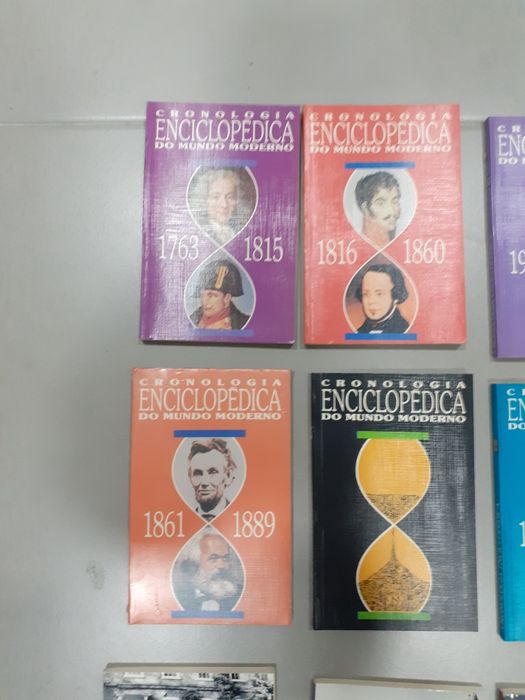 CRONOLOGIA
ENCICLOPÉDICA
DO MUNDO MODERNO
1763 1815
CRONOLOGIA
ENCICLOPÉDICA
DO MUNDO MODERNO
1816 1860
CRONOLOGIA
ENCICLOPÉDICA
DO MUNDO MODERNO
1861 1889
CRONOLOGIA
ENCICLOPÉDICA
DO MUNDO MODERNO